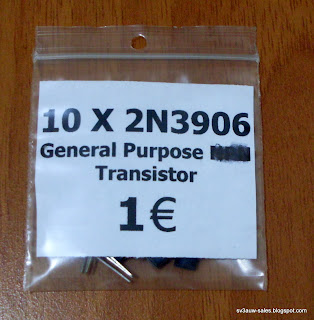 10 X 2N3906
General Purpose
Transistor
1€
sv3auw-sales.blogspot.com